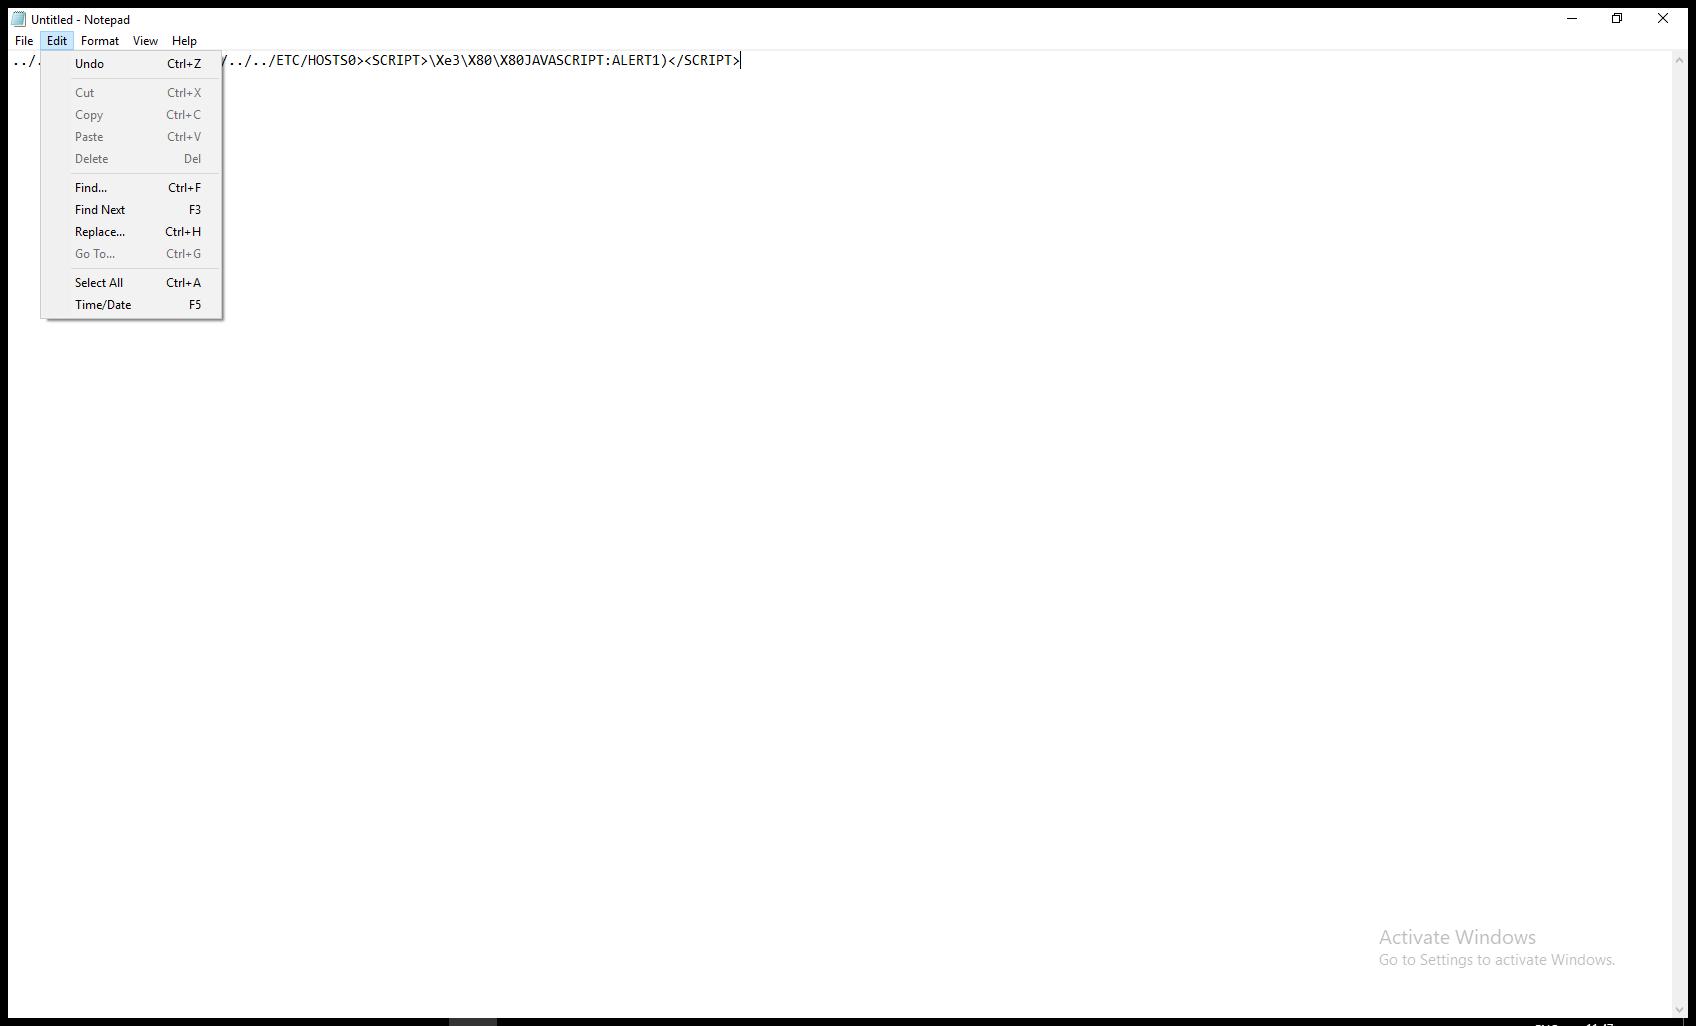 Untitled - Notepad
File Edit Format View Help
../. /../../ETC/HOSTS0><SCRIPT>\Xe3\X80\X80JAVASCRIPT:ALERT1)</SCRIPT>
Undo Ctrl+Z
Cut Ctrl+X
Copy Ctrl+C
Paste Ctrl+V
Delete Del
Find... Ctrl+F
Find Next F3
Replace... Ctrl+H
Go To... Ctrl+G
Select All Ctrl+A
Time/Date F5
Activate Windows
Go to Settings to activate Windows.